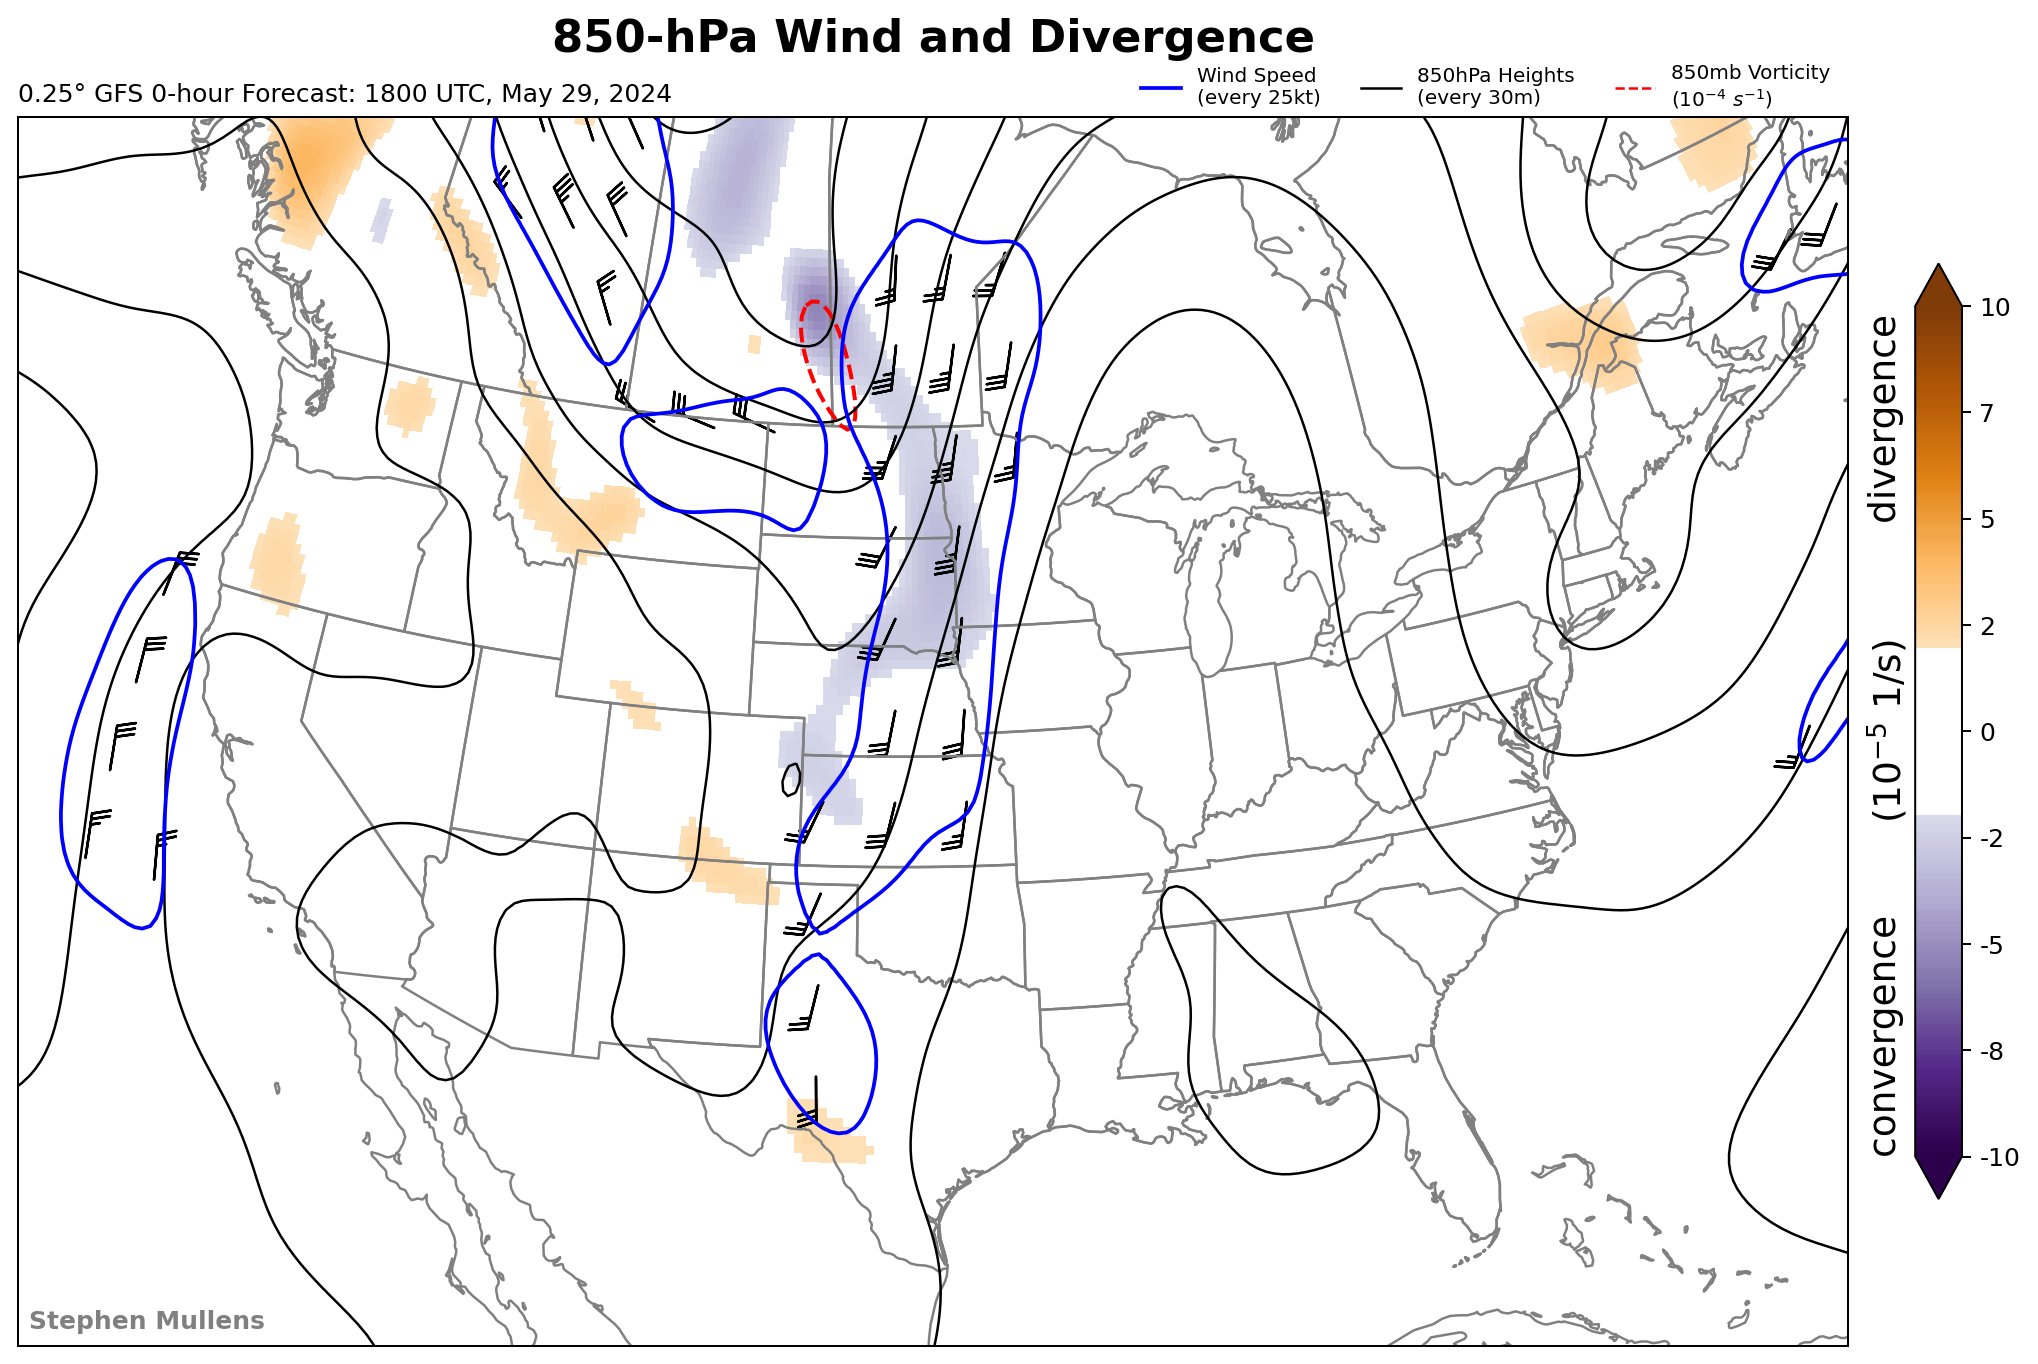 850-hPa Wind and Divergence
0.25° GFS 0-hour Forecast: 1800 UTC, May 29, 2024
Wind Speed
(every 25kt)
850hPa Heights
(every 30m)
850mb Vorticity
(10⁻⁴ s⁻¹)
10
7
5
2
0
-2
-5
-8
-10
divergence
(10⁻⁵ 1/s)
convergence
Stephen Mullens